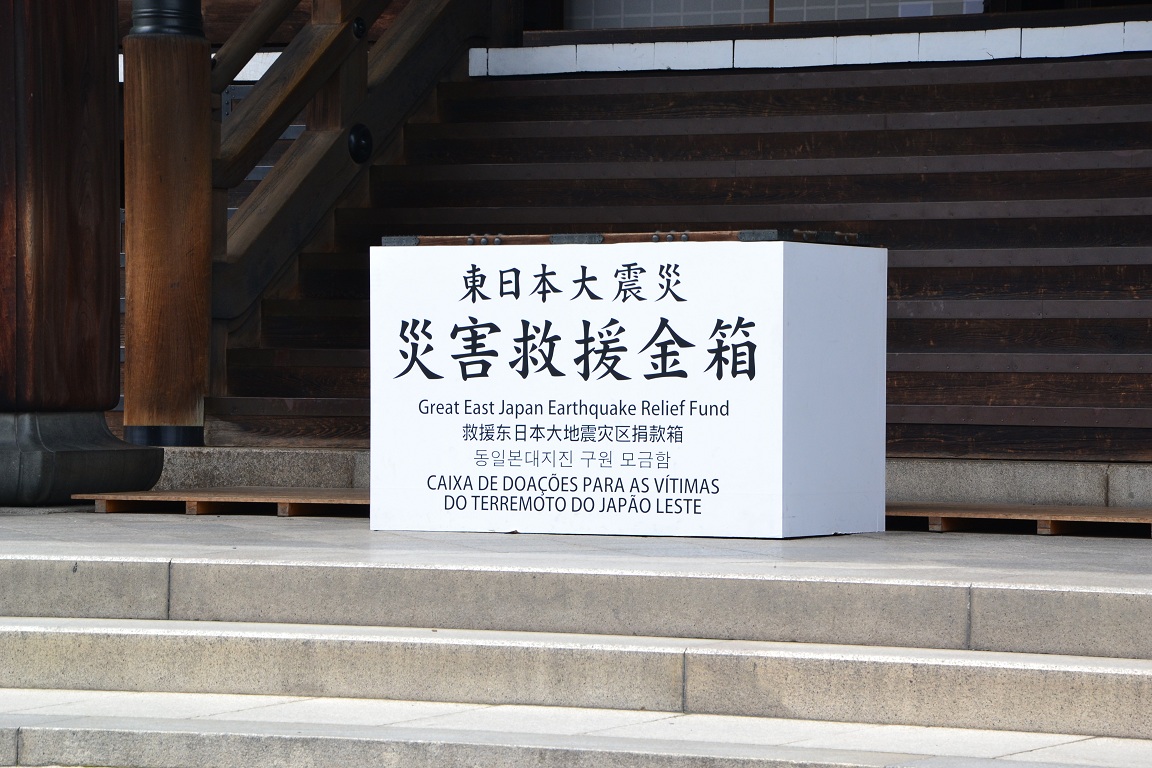 東日本大震災
災害救援金箱
Great East Japan Earthquake Relief Fund
救援东日本大地震灾区捐款箱
동일본대지진 구원 모금함
CAIXA DE DOAÇÕES PARA AS VÍTIMAS
DO TERREMOTO DO JAPÃO LESTE